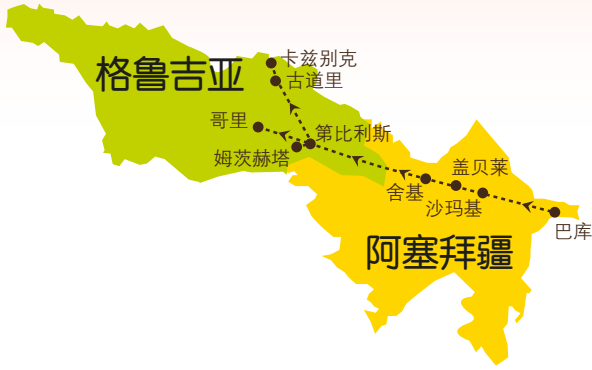 卡兹别克
格鲁吉亚
古道里
哥里
第比利斯
姆茨赫塔
盖贝莱
舍基
沙玛基
巴库
阿塞拜疆